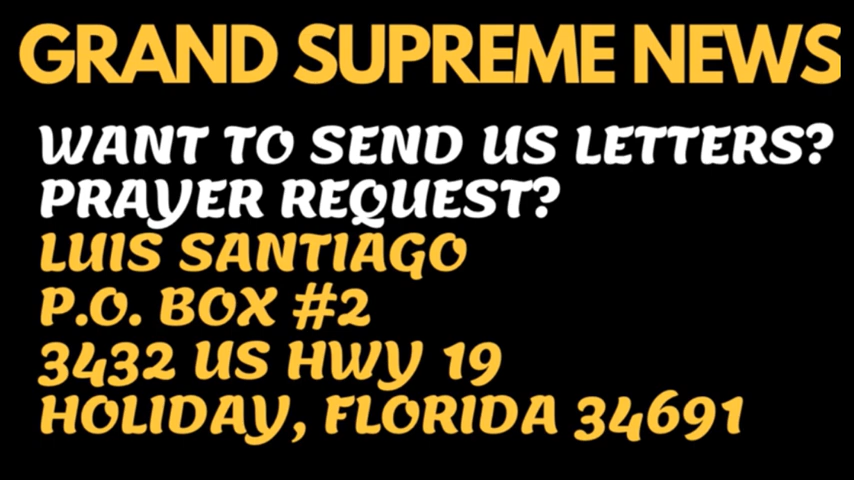 GRAND SUPREME NEWS
WANT TO SEND US LETTERS?
PRAYER REQUEST?
LUIS SANTIAGO
P.O. BOX #2
3432 US HWY 19
HOLIDAY, FLORIDA 34691